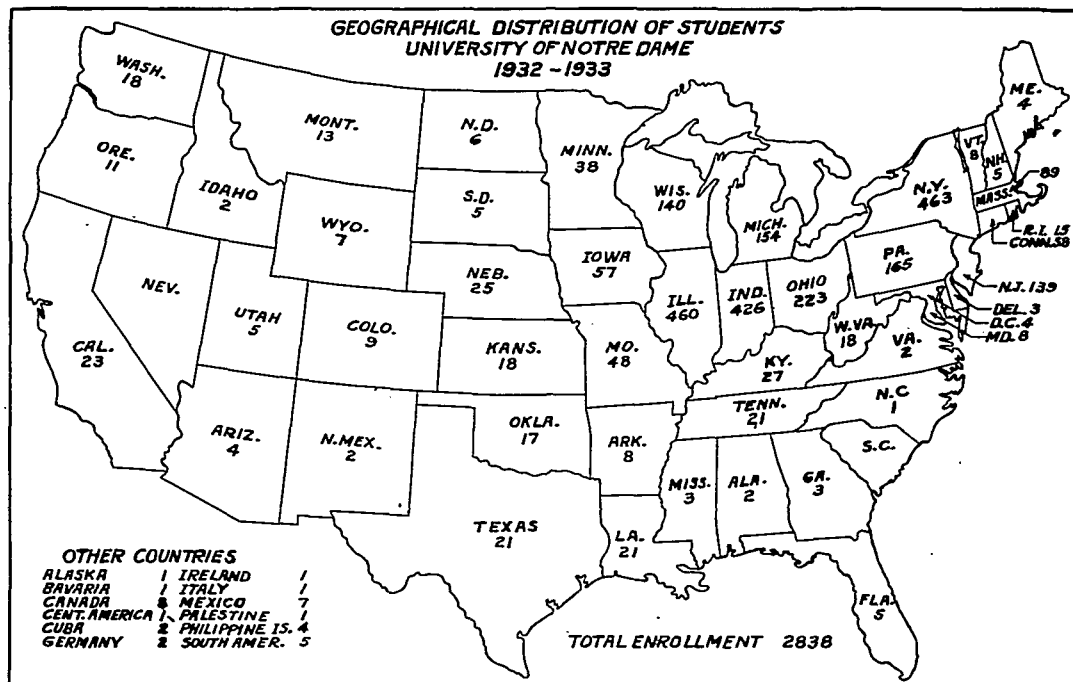 GEOGRAPHICAL DISTRIBUTION OF STUDENTS
UNIVERSITY OF NOTRE DAME
1932-1933
WASH.
18
ORE.
11
IDAHO
2
MONT.
13
WYO.
7
N.D.
6
S.D.
5
NEB.
25
MINN.
38
IOWA
57
WIS.
140
MICH.
154
ILL.
460
IND.
426
OHIO
223
ME.
4
VT.
8
NH.
5
89
MASS.
N.Y.
463
R.I. 15
CONN. 58
PA.
165
N.J. 139
DEL. 3
D.C. 4
MD. 8
W.VA.
18
VA.
2
CAL.
23
NEV.
UTAH
5
COLO.
9
KANS.
18
MO.
48
KY.
27
TENN.
21
N.C
1
S.C.
ARIZ.
4
N.MEX.
2
OKLA.
17
ARK.
8
MISS.
3
ALA.
2
GA.
3
TEXAS
21
LA.
21
FLA.
5
OTHER COUNTRIES
ALASKA 1 IRELAND 1
BAVARIA 1 ITALY 1
CANADA 8 MEXICO 7
CENT. AMERICA 1 PALESTINE 1
CUBA 2 PHILIPPINE IS. 4
GERMANY 2 SOUTH AMER. 5
TOTAL ENROLLMENT 2838